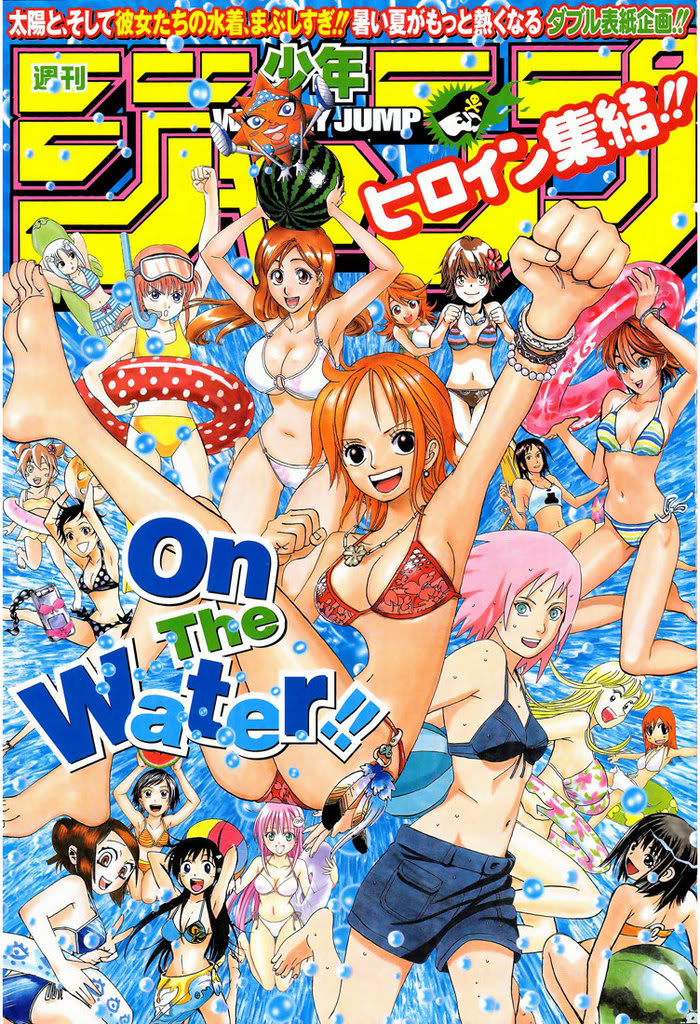 太陽と、そして彼女たちの水着、まぶしすぎ!!暑い夏がもっと熱くなるダブル表紙企画!!
週刊
少年
ジャンプ
WEEKLY JUMP
ヒロイン集結!!
On
The
Water!!